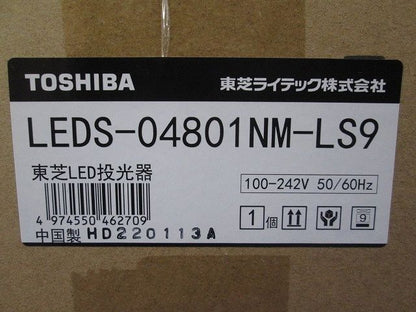 TOSHIBA 東芝ライテック株式会社
LEDS-04801NM-LS9
東芝LED投光器
100-242V 50/60Hz
4 974550 462709
1個
9
中国製 HD220113A